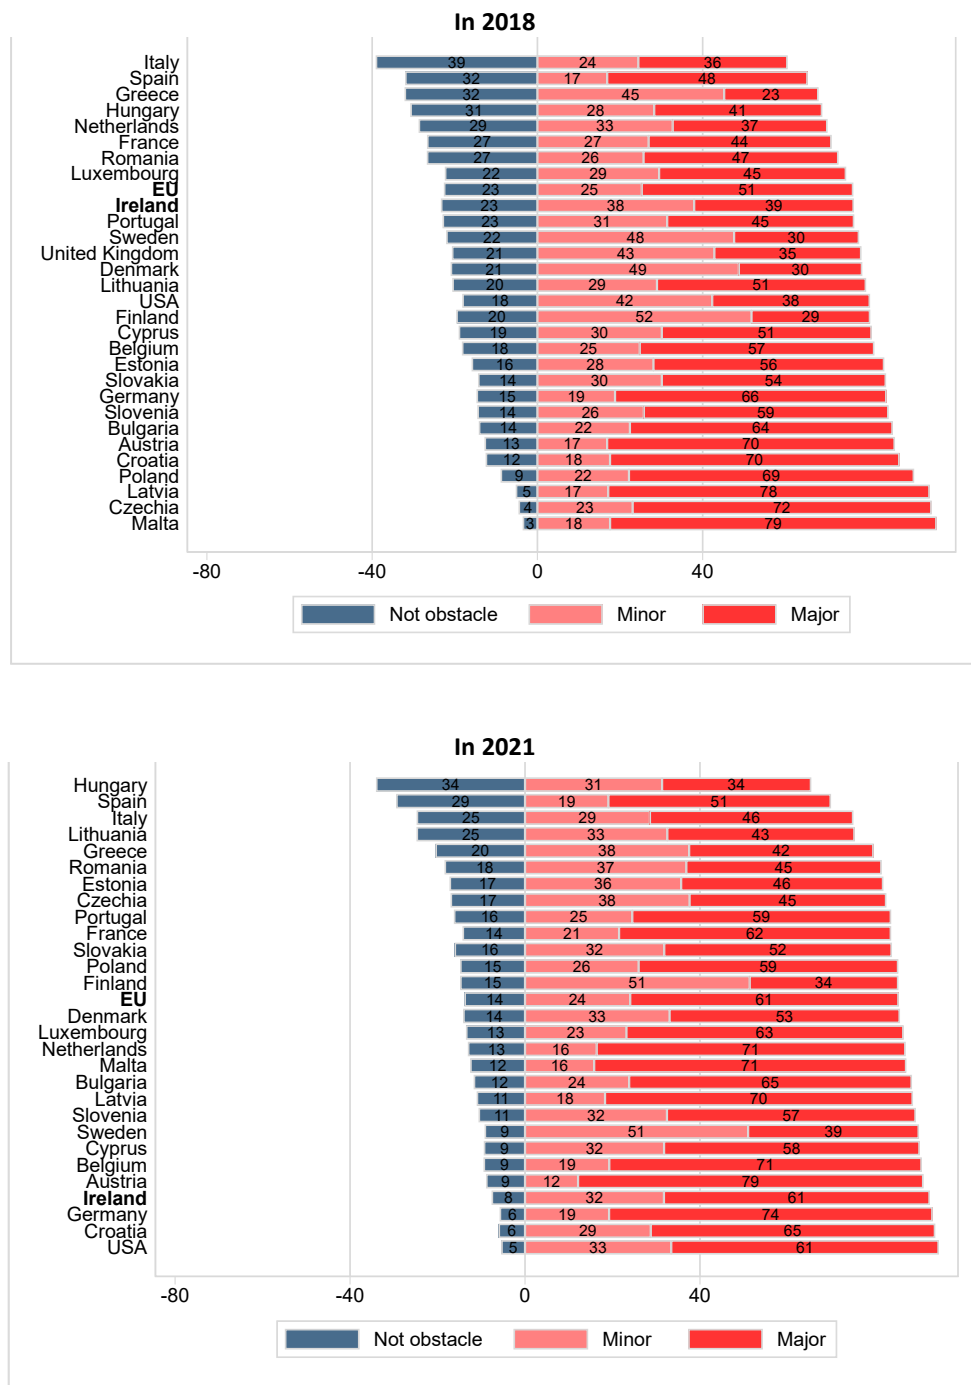 In 2018
Italy 39 24 36
Spain 32 17 48
Greece 32 45 23
Hungary 31 28 41
Netherlands 29 33 37
France 27 27 44
Romania 27 26 47
Luxembourg 22 29 45
EU 23 25 51
Ireland 23 38 39
Portugal 23 31 45
Sweden 22 48 30
United Kingdom 21 43 35
Denmark 21 49 30
Lithuania 20 29 51
USA 18 42 38
Finland 20 52 29
Cyprus 19 30 51
Belgium 18 25 57
Estonia 16 28 56
Slovakia 14 30 54
Germany 15 19 66
Slovenia 14 26 59
Bulgaria 14 22 64
Austria 13 17 70
Croatia 12 18 70
Poland 9 22 69
Latvia 5 17 78
Czechia 4 23 72
Malta 3 18 79
-80 -40 0 40
Not obstacle Minor Major
In 2021
Hungary 34 31 34
Spain 29 19 51
Italy 25 29 46
Lithuania 25 33 43
Greece 20 38 42
Romania 18 37 45
Estonia 17 36 46
Czechia 17 38 45
Portugal 16 25 59
France 14 21 62
Slovakia 16 32 52
Poland 15 26 59
Finland 15 51 34
EU 14 24 61
Denmark 14 33 53
Luxembourg 13 23 63
Netherlands 13 16 71
Malta 12 16 71
Bulgaria 12 24 65
Latvia 11 18 70
Slovenia 11 32 57
Sweden 9 51 39
Cyprus 9 32 58
Belgium 9 19 71
Austria 9 12 79
Ireland 8 32 61
Germany 6 19 74
Croatia 6 29 65
USA 5 33 61
-80 -40 0 40
Not obstacle Minor Major